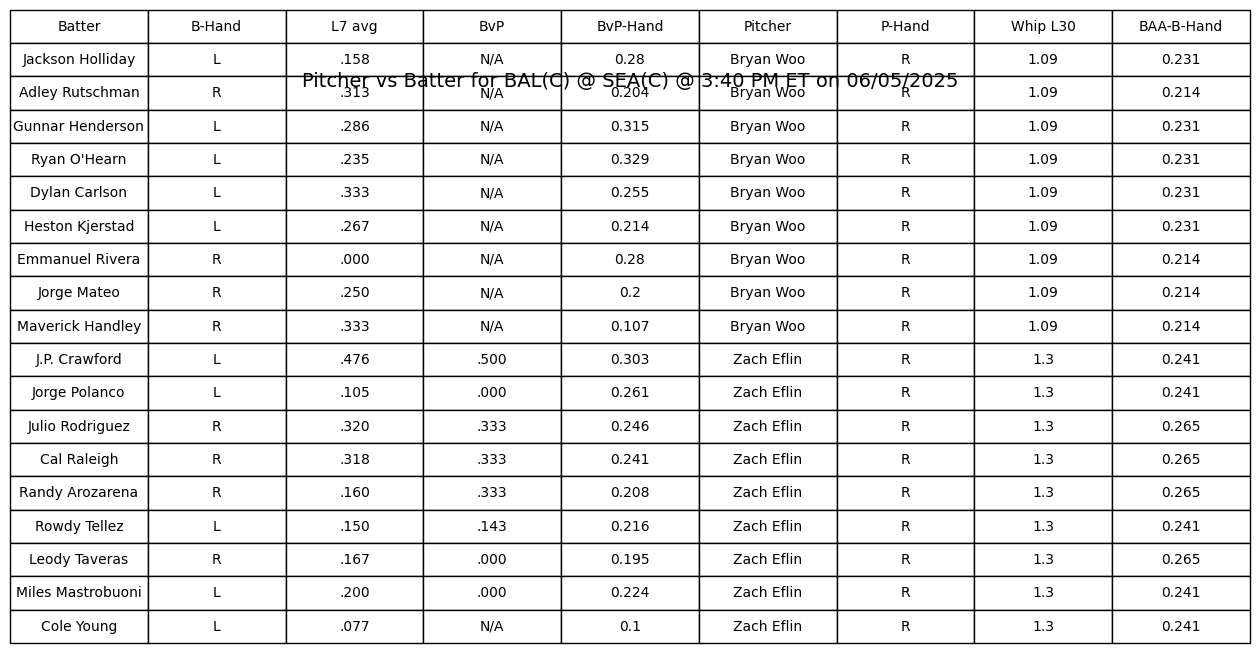 Batter B-Hand L7 avg BvP BvP-Hand Pitcher P-Hand Whip L30 BAA-B-Hand
Jackson Holliday L .158 N/A 0.28 Bryan Woo R 1.09 0.231
Pitcher vs Batter for BAL(C) @ SEA(C) @ 3:40 PM ET on 06/05/2025
Adley Rutschman R .313 N/A 0.204 Bryan Woo R 1.09 0.214
Gunnar Henderson L .286 N/A 0.315 Bryan Woo R 1.09 0.231
Ryan O'Hearn L .235 N/A 0.329 Bryan Woo R 1.09 0.231
Dylan Carlson L .333 N/A 0.255 Bryan Woo R 1.09 0.231
Heston Kjerstad L .267 N/A 0.214 Bryan Woo R 1.09 0.231
Emmanuel Rivera R .000 N/A 0.28 Bryan Woo R 1.09 0.214
Jorge Mateo R .250 N/A 0.2 Bryan Woo R 1.09 0.214
Maverick Handley R .333 N/A 0.107 Bryan Woo R 1.09 0.214
J.P. Crawford L .476 .500 0.303 Zach Eflin R 1.3 0.241
Jorge Polanco L .105 .000 0.261 Zach Eflin R 1.3 0.241
Julio Rodriguez R .320 .333 0.246 Zach Eflin R 1.3 0.265
Cal Raleigh R .318 .333 0.241 Zach Eflin R 1.3 0.265
Randy Arozarena R .160 .333 0.208 Zach Eflin R 1.3 0.265
Rowdy Tellez L .150 .143 0.216 Zach Eflin R 1.3 0.241
Leody Taveras R .167 .000 0.195 Zach Eflin R 1.3 0.265
Miles Mastrobuoni L .200 .000 0.224 Zach Eflin R 1.3 0.241
Cole Young L .077 N/A 0.1 Zach Eflin R 1.3 0.241